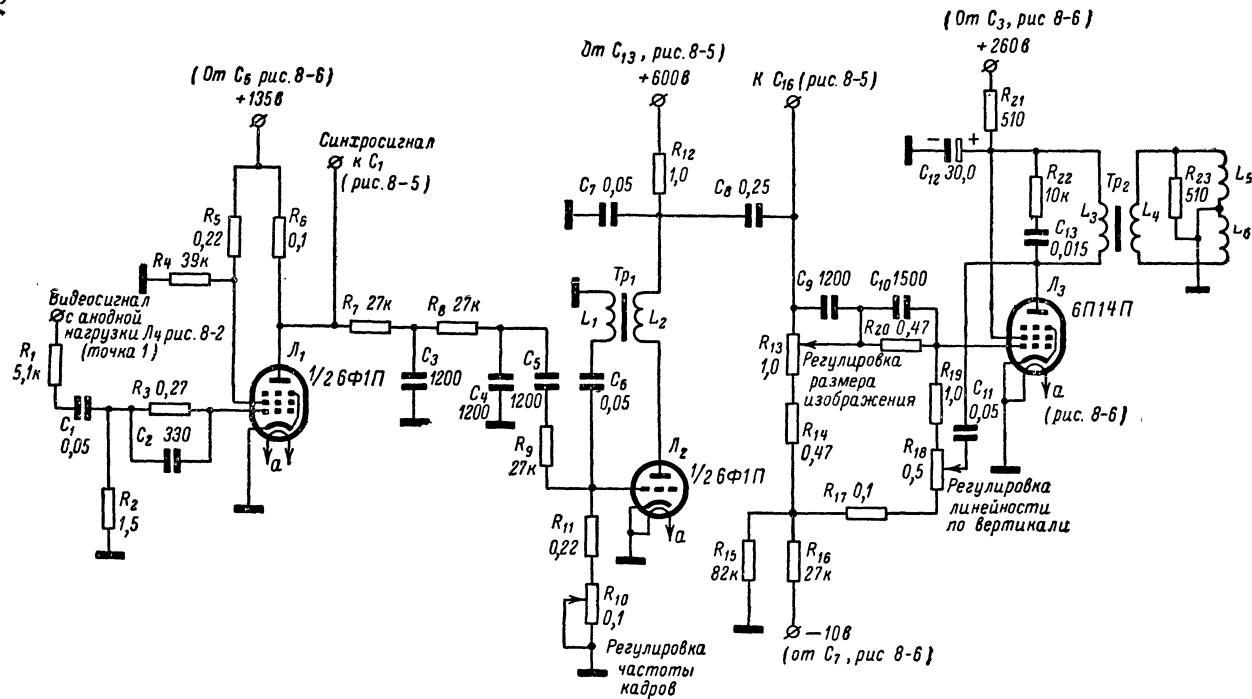 (От С5 рис. 8-6)
+135в
Синхросигнал
к С1
(рис. 8-5)
От С13, рис. 8-5)
+600в
К С16 (рис. 8-5)
(От С3, рис 8-6)
+260в
R5
0,22
R6
0,1
R4 39к
Видеосигнал
с анодной
нагрузки Л4 рис. 8-2
(точка 1)
R1
5,1к
C1
0,05
R3 0,27
C2 330
R2
1,5
Л1
1/2 6Ф1П
а
R7 27к
R8 27к
C3
1200
C4
1200
C5
1200
R9
27к
C6
0,05
C7 0,05
R12
1,0
C8 0,25
Тр1
L1
L2
Л2
1/2 6Ф1П
а
R11
0,22
R10
0,1
Регулировка
частоты
кадров
C9 1200
C10 1500
R20 0,47
R13
1,0
Регулировка
размера
изображения
R14
0,47
R15
82к
R16
27к
R17 0,1
—10в
(от С7, рис 8-6)
R19
1,0
C11
0,05
R18
0,5
Регулировка
линейности
по вертикали
R21
510
− +
C12 30,0
R22
10к
C13
0,015
Л3
6П14П
а
(рис. 8-6)
L3
Тр2
L4
R23
510
L5
L6